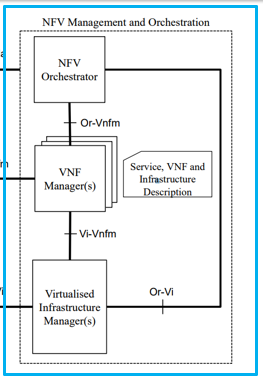 NFV Management and Orchestration
NFV
Orchestrator
Or-Vnfm
VNF
Manager(s)
Service, VNF and
Infrastructure
Description
Vi-Vnfm
Virtualised
Infrastructure
Manager(s)
Or-Vi